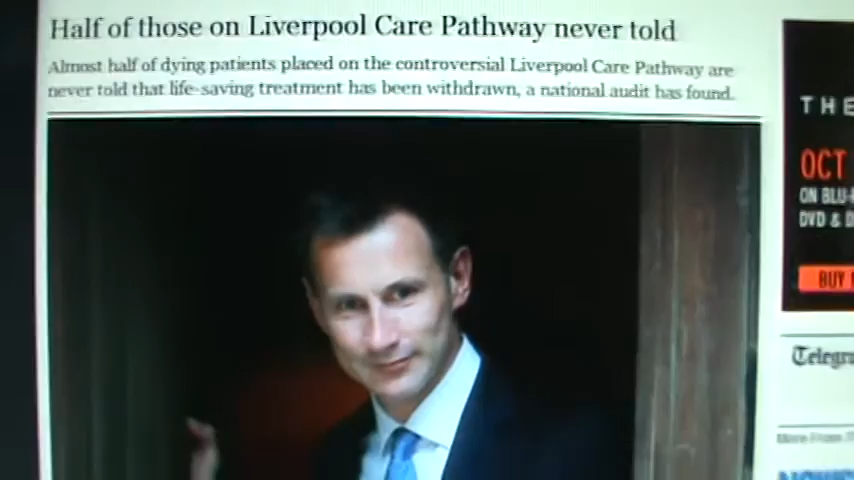 Half of those on Liverpool Care Pathway never told
Almost half of dying patients placed on the controversial Liverpool Care Pathway are
never told that life-saving treatment has been withdrawn, a national audit has found.
THE
OCT
ON BLU-
DVD & D
BUY
Telegr
More From